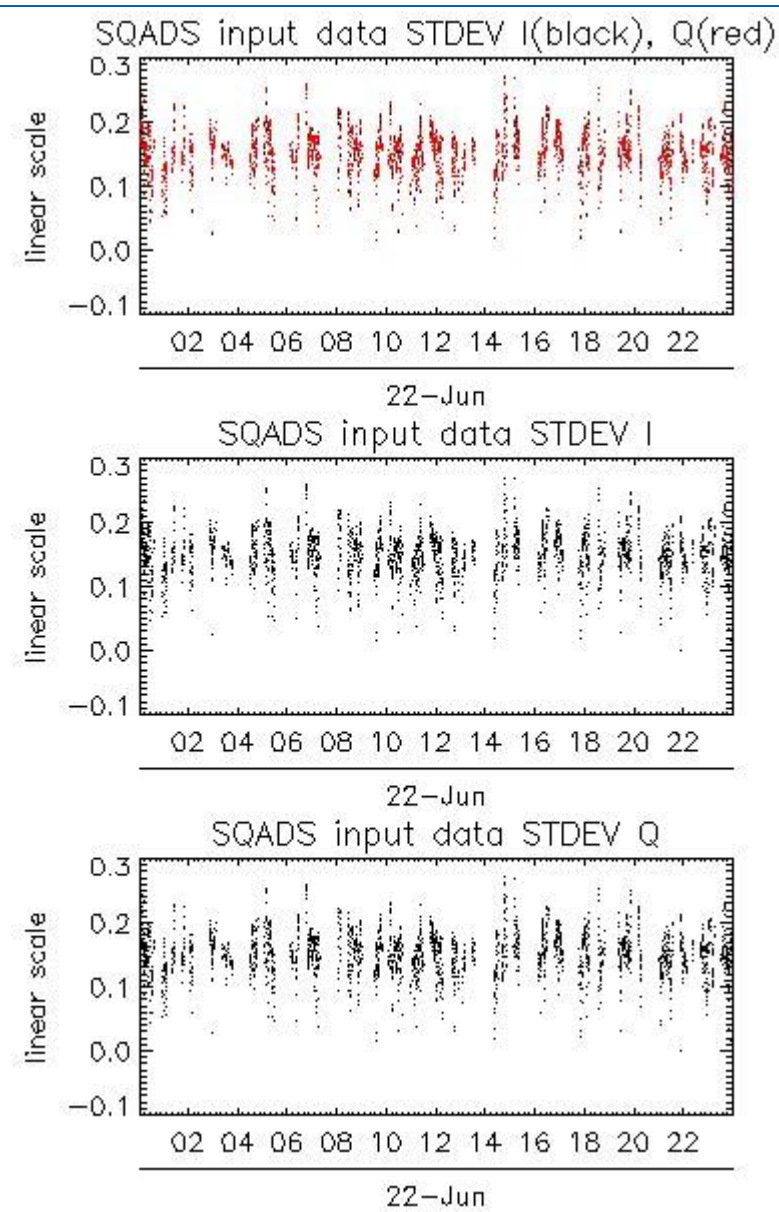 SQADS input data STDEV I(black), Q(red)
0.3
0.2
0.1
0.0
−0.1
linear scale
02 04 06 08 10 12 14 16 18 20 22
22−Jun
SQADS input data STDEV I
0.3
0.2
0.1
0.0
−0.1
linear scale
02 04 06 08 10 12 14 16 18 20 22
22−Jun
SQADS input data STDEV Q
0.3
0.2
0.1
0.0
−0.1
linear scale
02 04 06 08 10 12 14 16 18 20 22
22−Jun